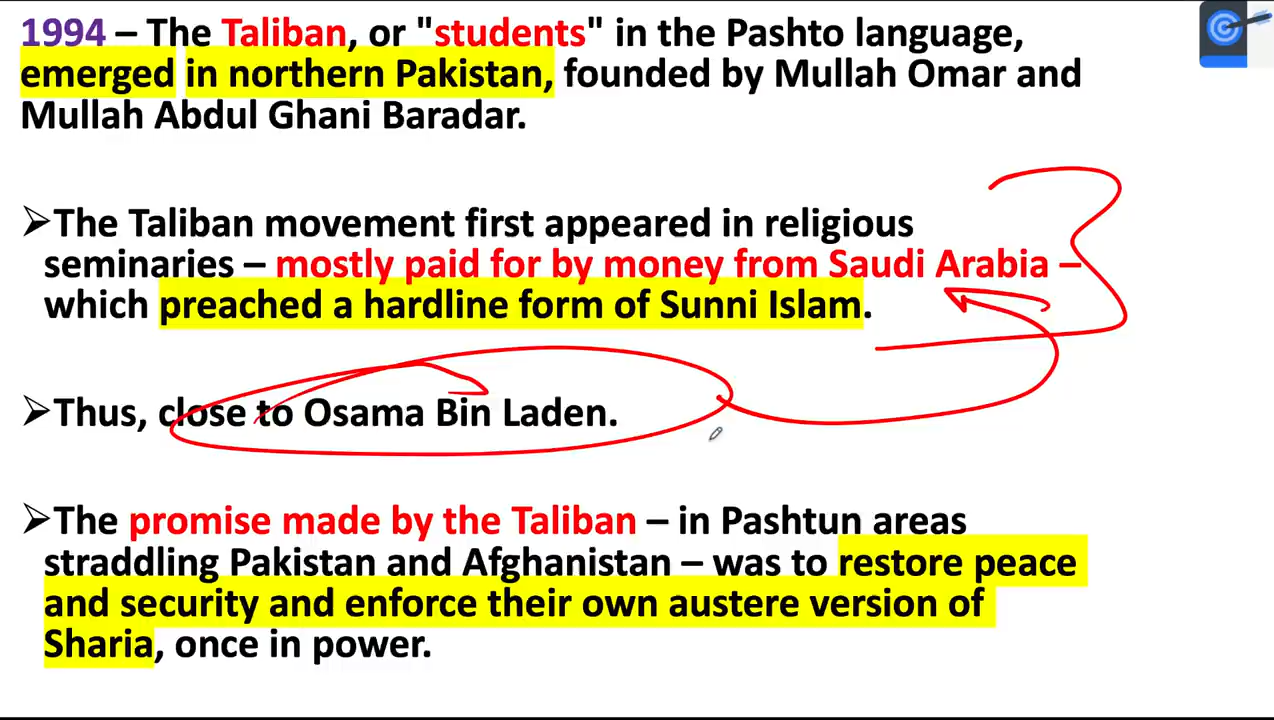 1994 – The Taliban, or "students" in the Pashto language,
emerged in northern Pakistan, founded by Mullah Omar and
Mullah Abdul Ghani Baradar.
➢The Taliban movement first appeared in religious
seminaries – mostly paid for by money from Saudi Arabia –
which preached a hardline form of Sunni Islam.
➢Thus, close to Osama Bin Laden.
➢The promise made by the Taliban – in Pashtun areas
straddling Pakistan and Afghanistan – was to restore peace
and security and enforce their own austere version of
Sharia, once in power.